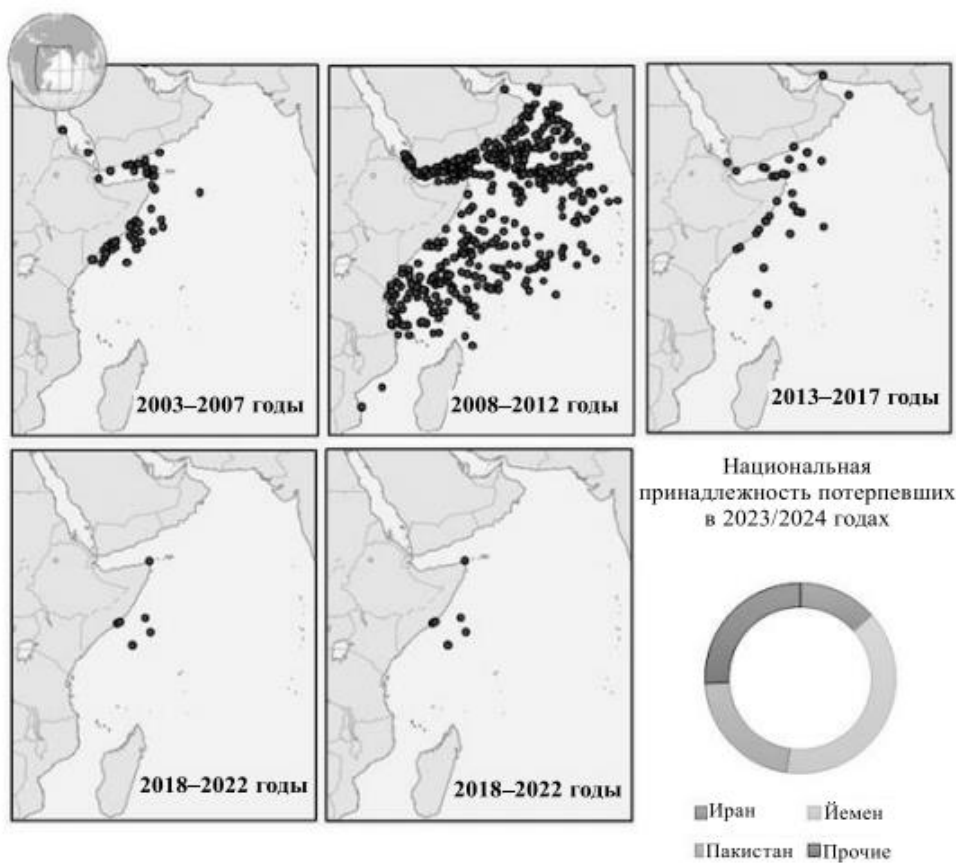 2003–2007 годы
2008–2012 годы
2013–2017 годы
2018–2022 годы
2018–2022 годы
Национальная
принадлежность потерпевших
в 2023/2024 годах
Иран
Йемен
Пакистан
Прочие